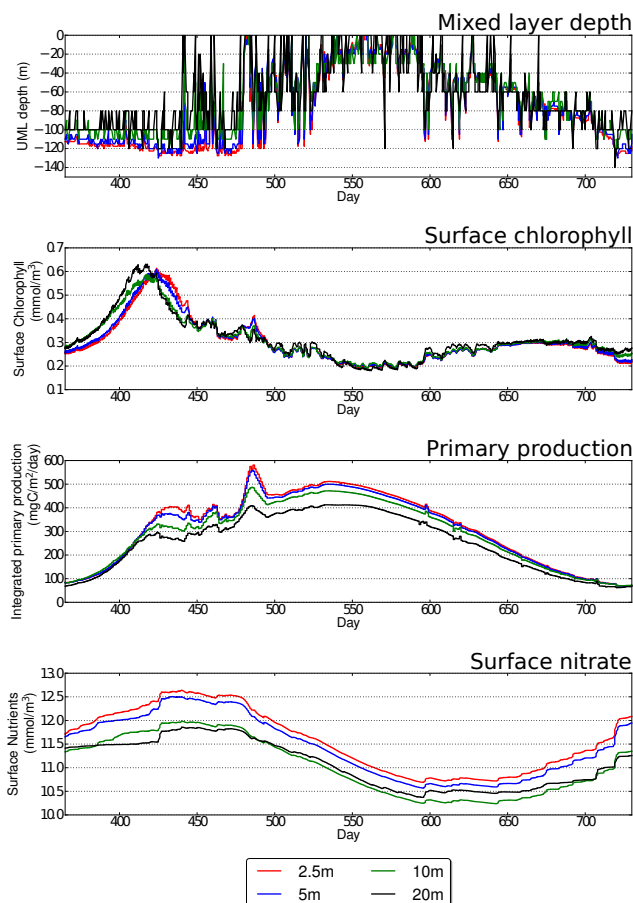 Mixed layer depth
0
−20
−40
−60
−80
−100
−120
−140
UML depth (m)
400 450 500 550 600 650 700
Day
Surface chlorophyll
0.7
0.6
0.5
0.4
0.3
0.2
0.1
Surface Chlorophyll
(mmol/m³)
400 450 500 550 600 650 700
Day
Primary production
600
500
400
300
200
100
0
Integrated primary production
(mgC/m²/day)
400 450 500 550 600 650 700
Day
Surface nitrate
13.0
12.5
12.0
11.5
11.0
10.5
10.0
Surface Nutrients
(mmol/m³)
400 450 500 550 600 650 700
Day
2.5m 10m
5m 20m